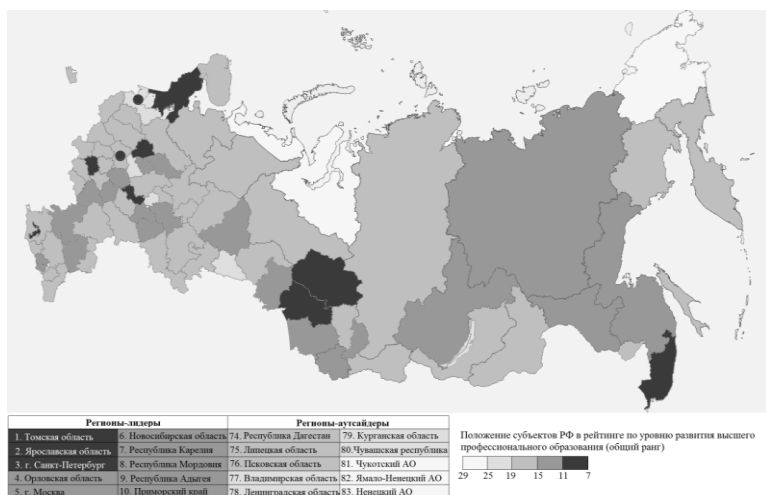 Регионы-лидеры Регионы-аутсайдеры
1. Томская область 6. Новосибирская область 74. Республика Дагестан 79. Курганская область
2. Ярославская область 7. Республика Карелия 75. Липецкая область 80.Чувашская республика
3. г. Санкт-Петербург 8. Республика Мордовия 76. Псковская область 81. Чукотский АО
4. Орловская область 9. Республика Адыгея 77. Владимирская область 82. Ямало-Ненецкий АО
5. г. Москва 10. Приморский край 78. Ленинградская область 83. Ненецкий АО
Положение субъектов РФ в рейтинге по уровню развития высшего
профессионального образования (общий ранг)
29 25 19 15 11 7